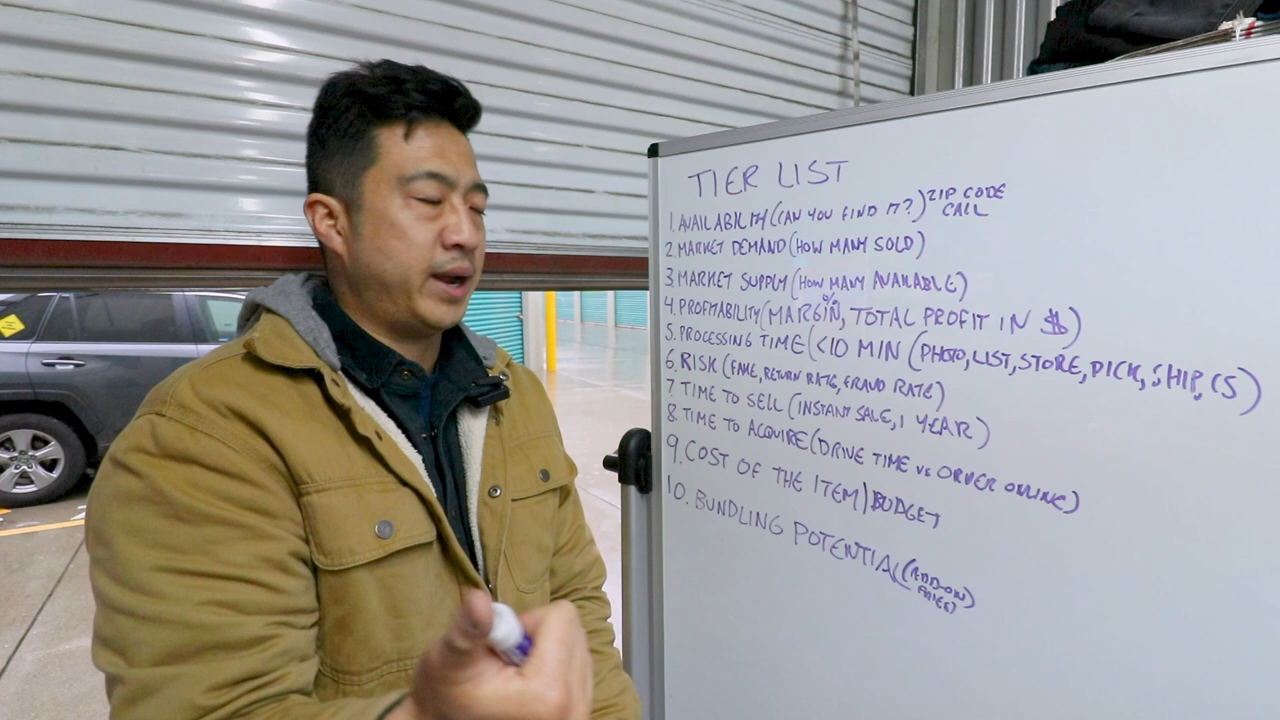 TIER LIST
1. AVAILABILITY (CAN YOU FIND IT?) ZIP CODE
CALL
2. MARKET DEMAND (HOW MANY SOLD)
3. MARKET SUPPLY (HOW MANY AVAILABLE)
4. PROFITABILITY (MARGIN%, TOTAL PROFIT IN $)
5. PROCESSING TIME (<10 MIN (PHOTO, LIST, STORE, PICK, SHIP, CS)
6. RISK (FAKE, RETURN RATE, FRAUD RATE)
7. TIME TO SELL (INSTANT SALE, 1 YEAR)
8. TIME TO ACQUIRE (DRIVE TIME vs ORDER ONLINE)
9. COST OF THE ITEM) BUDGET
10. BUNDLING POTENTIAL (ADD-ON)